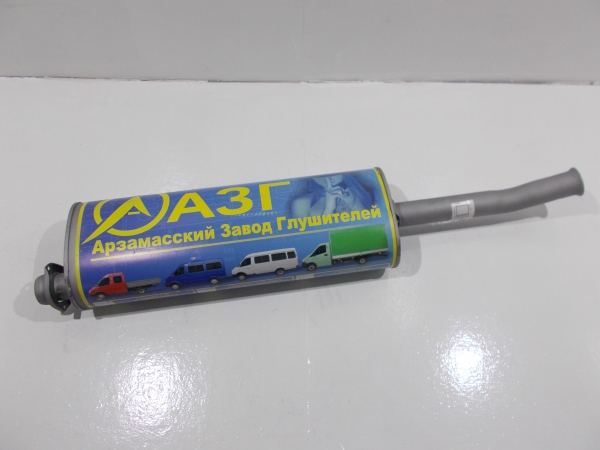 АЗГ
Арзамасский Завод Глушителей